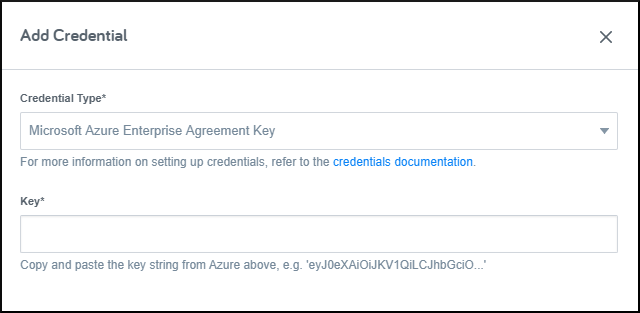 Add Credential
Credential Type*
Microsoft Azure Enterprise Agreement Key
For more information on setting up credentials, refer to the credentials documentation.
Key*
Copy and paste the key string from Azure above, e.g. 'eyJ0eXAiOiJKV1QiLCJhbGciO...'